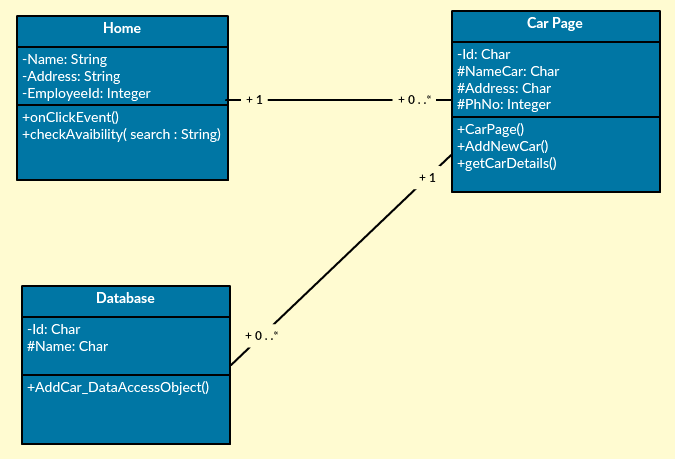 Home
-Name: String
-Address: String
-EmployeeId: Integer
+onClickEvent()
+checkAvaibility( search : String)
+ 1
+ 0 . .*
Car Page
-Id: Char
#NameCar: Char
#Address: Char
#PhNo: Integer
+CarPage()
+AddNewCar()
+getCarDetails()
+ 1
+ 0 . .*
Database
-Id: Char
#Name: Char
+AddCar_DataAccessObject()